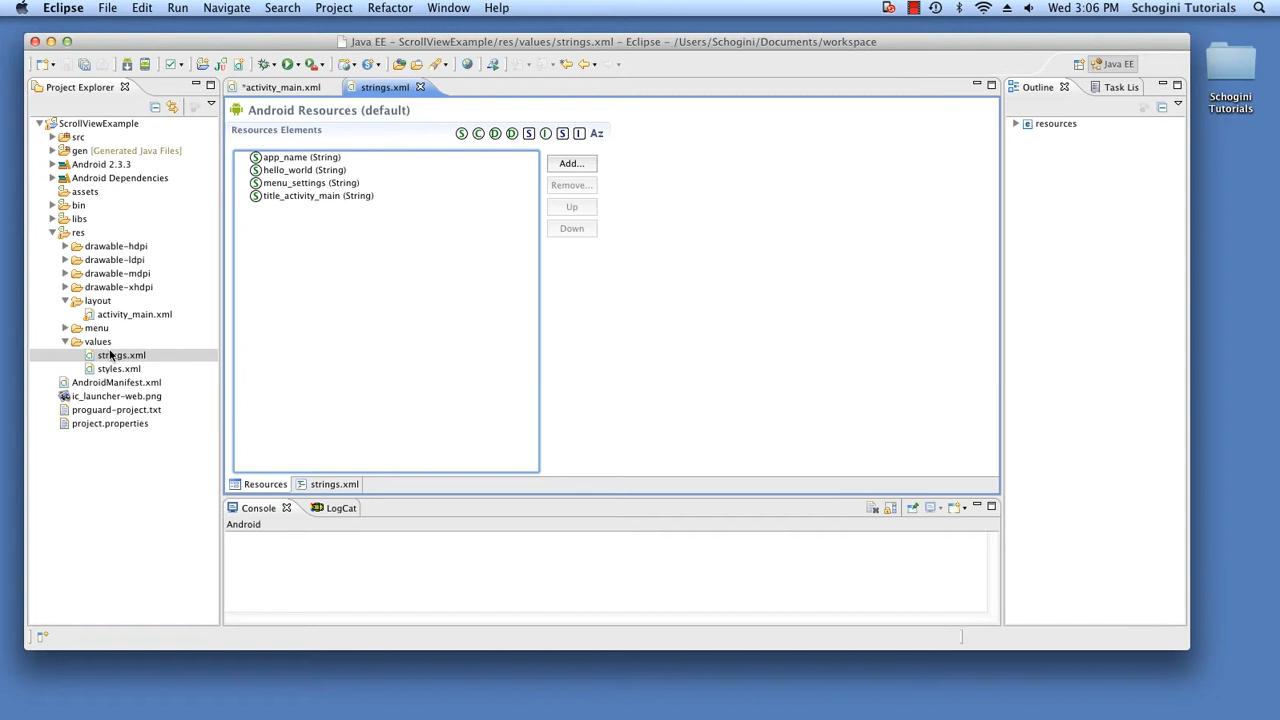 Eclipse File Edit Run Navigate Search Project Refactor Window Help Wed 3:06 PM Schogini Tutorials
Java EE - ScrollViewExample/res/values/strings.xml - Eclipse - /Users/Schogini/Documents/workspace
Java EE
Project Explorer
*activity_main.xml
strings.xml
Outline
Task Lis
ScrollViewExample
src
gen [Generated Java Files]
Android 2.3.3
Android Dependencies
assets
bin
libs
res
drawable-hdpi
drawable-ldpi
drawable-mdpi
drawable-xhdpi
layout
activity_main.xml
menu
values
strings.xml
styles.xml
AndroidManifest.xml
ic_launcher-web.png
proguard-project.txt
project.properties
Android Resources (default)
Resources Elements
S C D D S I S I Az
S app_name (String)
S hello_world (String)
S menu_settings (String)
S title_activity_main (String)
Add...
Remove...
Up
Down
Resources
strings.xml
resources
Console
LogCat
Android
Schogini
Tutorials